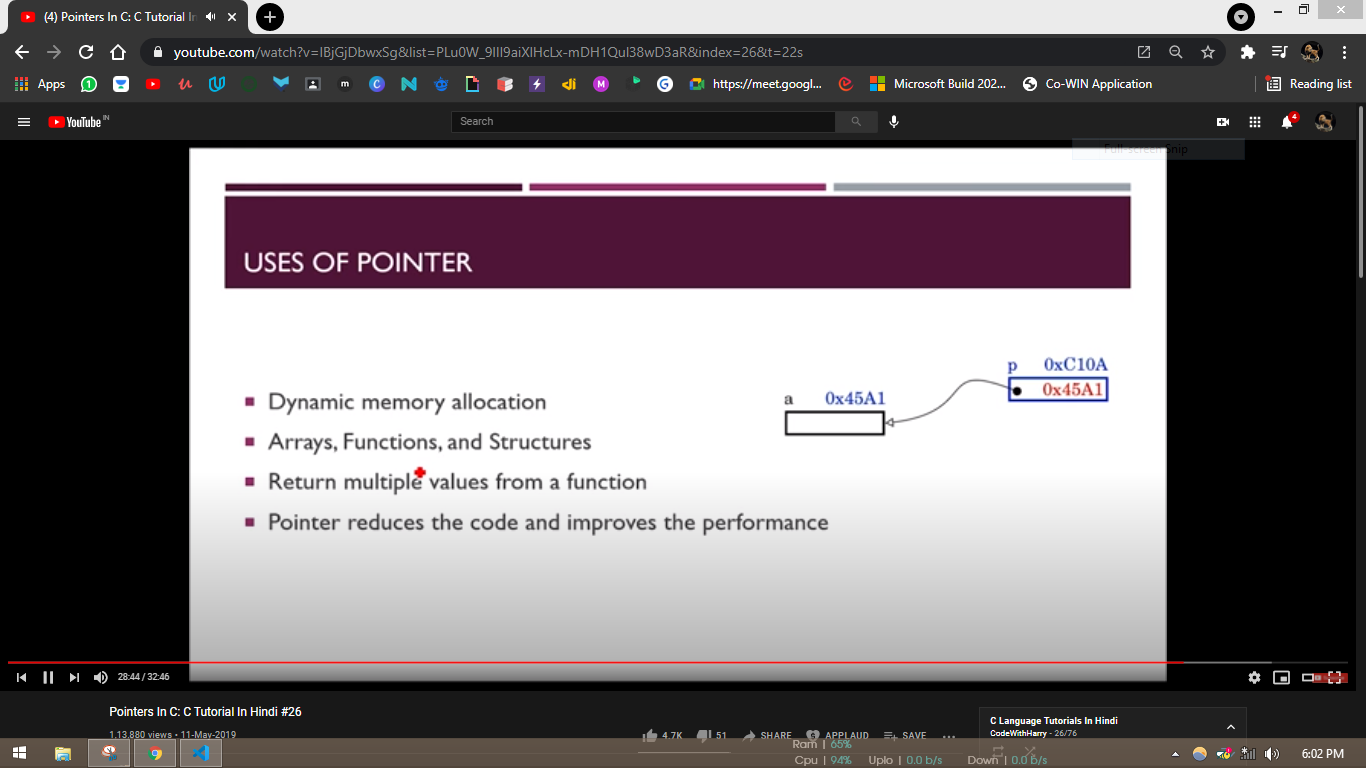 (4) Pointers In C: C Tutorial In
youtube.com/watch?v=IBjGjDbwxSg&list=PLu0W_9lII9aiXlHcLx-mDH1QuI38wD3aR&index=26&t=22s
Apps
https://meet.googl...
Microsoft Build 202...
Co-WIN Application
Reading list
YouTube IN
Search
4
Full-screen Snip
USES OF POINTER
p 0xC10A
0x45A1
a 0x45A1
Dynamic memory allocation
Arrays, Functions, and Structures
Return multiple values from a function
Pointer reduces the code and improves the performance
28:44 / 32:46
Pointers In C: C Tutorial In Hindi #26
1,13,880 views • 11-May-2019
4.7K 51 SHARE APPLAUD SAVE ...
C Language Tutorials In Hindi
CodeWithHarry - 26/76
Ram | 65%
Cpu | 94% Uplo | 0.0 b/s Down | 0.0 b/s
6:02 PM